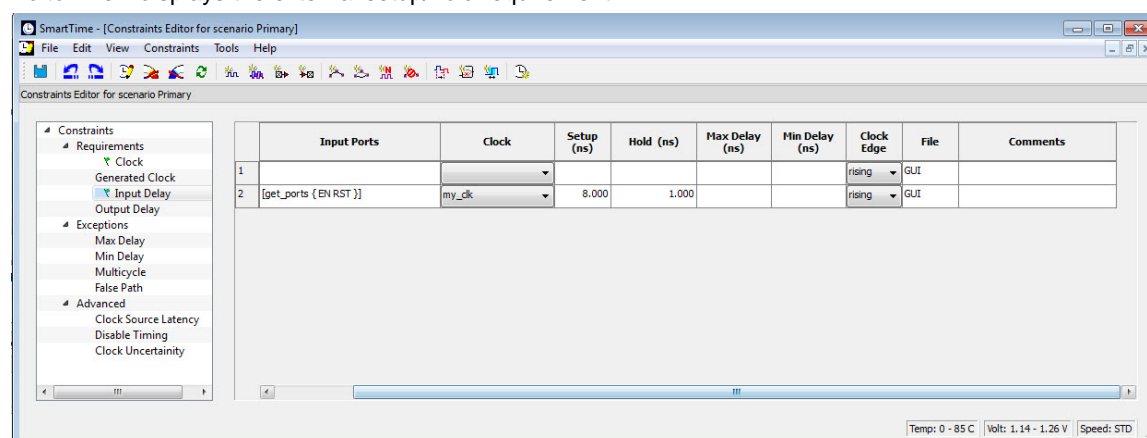 SmartTime - [Constraints Editor for scenario Primary]
File Edit View Constraints Tools Help
Constraints Editor for scenario Primary
Constraints
Requirements
Clock
Generated Clock
Input Delay
Output Delay
Exceptions
Max Delay
Min Delay
Multicycle
False Path
Advanced
Clock Source Latency
Disable Timing
Clock Uncertainity
Input Ports Clock Setup (ns) Hold (ns) Max Delay (ns) Min Delay (ns) Clock Edge File Comments
1 rising GUI
2 [get_ports { EN RST }] my_clk 8.000 1.000 rising GUI
Temp: 0 - 85 C Volt: 1.14 - 1.26 V Speed: STD